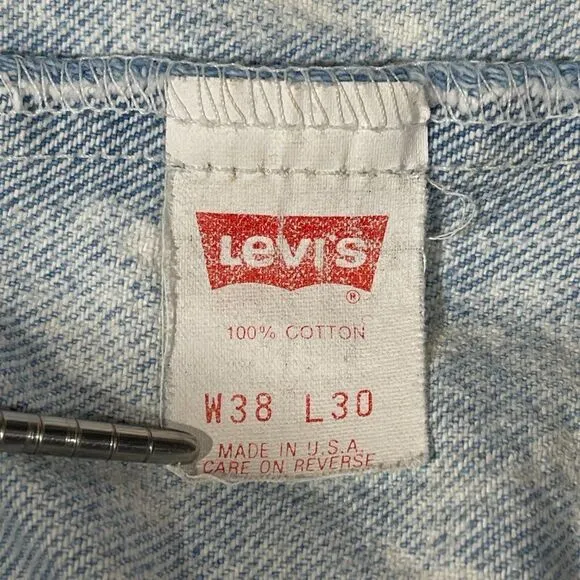 Levi's
®
100% COTTON
W38 L30
MADE IN U.S.A.
CARE ON REVERSE